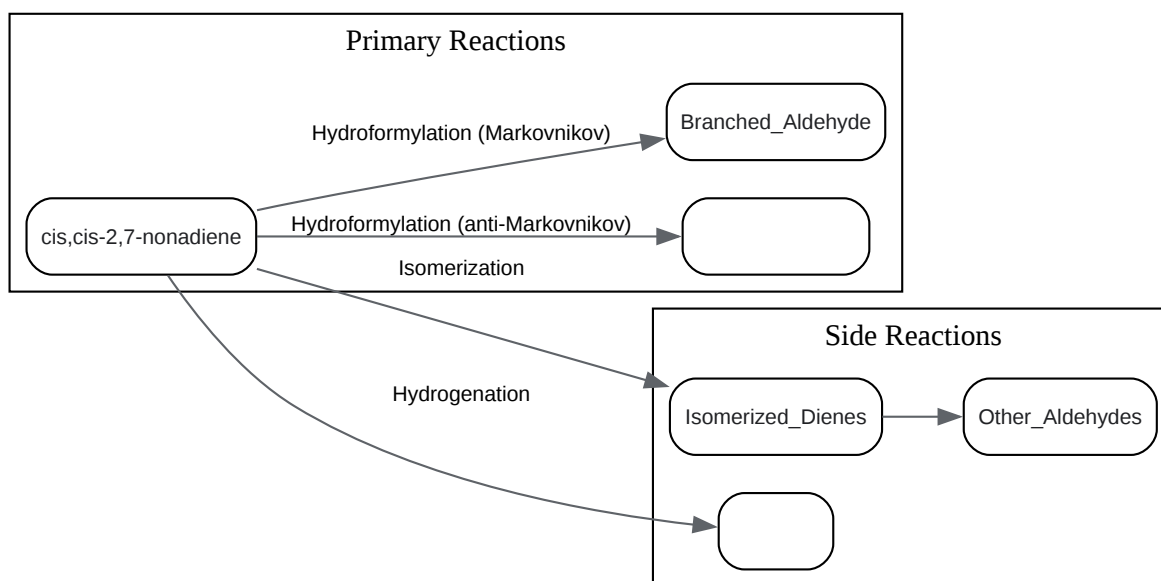 Primary Reactions
Branched_Aldehyde
Hydroformylation (Markovnikov)
cis,cis-2,7-nonadiene
Hydroformylation (anti-Markovnikov)
Isomerization
Side Reactions
Hydrogenation
Isomerized_Dienes
Other_Aldehydes